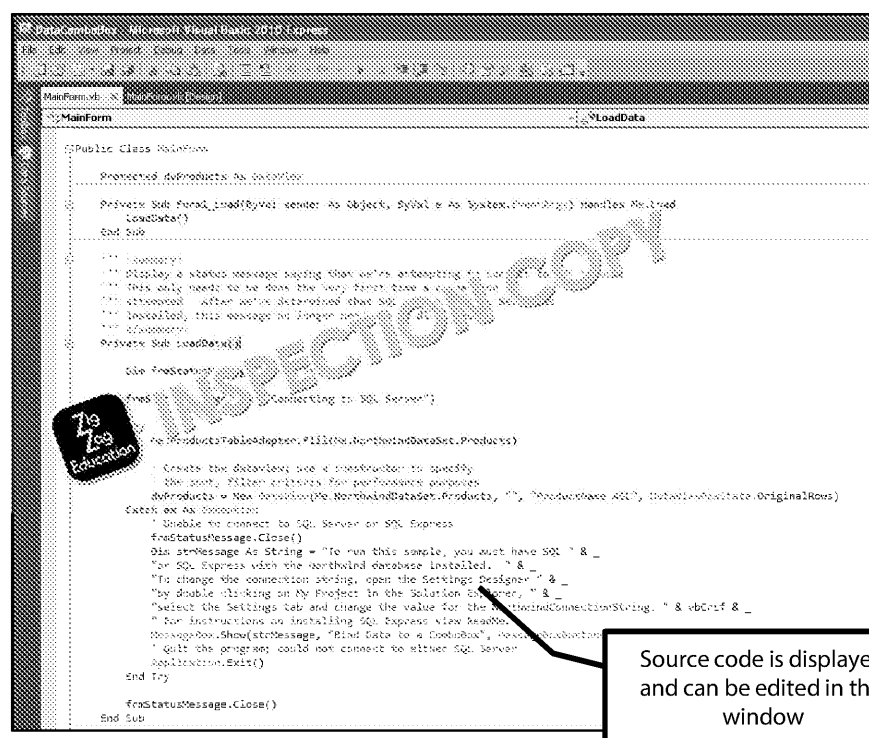 DataComboBox - Microsoft Visual Basic 2010 Express
File Edit View Project Debug Data Tools Window Help
MainForm.vb × MainForm.vb [Design]
MainForm
LoadData
Public Class MainForm
Protected dvProducts As DataView
Private Sub Form1_Load(ByVal sender As Object, ByVal e As System.EventArgs) Handles Me.Load
LoadData()
End Sub
''' <summary>
''' Display a status message saying that we're attempting to
''' This only needs to be done the very first time a
''' After we've determined that SQL
''' installed, this message no longer
''' </summary>
Private Sub LoadData()
Dim
"Connecting to SQL Server")
Me.ProductsTableAdapter.Fill(Me.NorthwindDataSet.Products)
' Create the dataview; use a constructor to specify
' the sort, filter criteria for performance purposes
dvProducts = New DataView(Me.NorthwindDataSet.Products, "", "ProductName ASC", DataViewRowState.OriginalRows)
Catch ex As Exception
' Unable to connect to SQL Server or SQL Express
frmStatusMessage.Close()
Dim strMessage As String = "To run this sample, you must have SQL " & _
"or SQL Express with the Northwind database installed. " & _
"To change the connection string, open the Settings Designer " & _
"by double clicking on My Project in the Solution Explorer, " & _
"select the Settings tab and change the value for the NorthwindConnectionString. " & vbCrLf & _
" For instructions on installing SQL Express view ReadMe.
MessageBox.Show(strMessage, "Bind Data to a ComboBox",
' Quit the program; could not connect to either SQL Server
Application.Exit()
End Try
frmStatusMessage.Close()
End Sub
INSPECTION COPY
Zig
Zag
Education
Source code is displaye
and can be edited in th
window